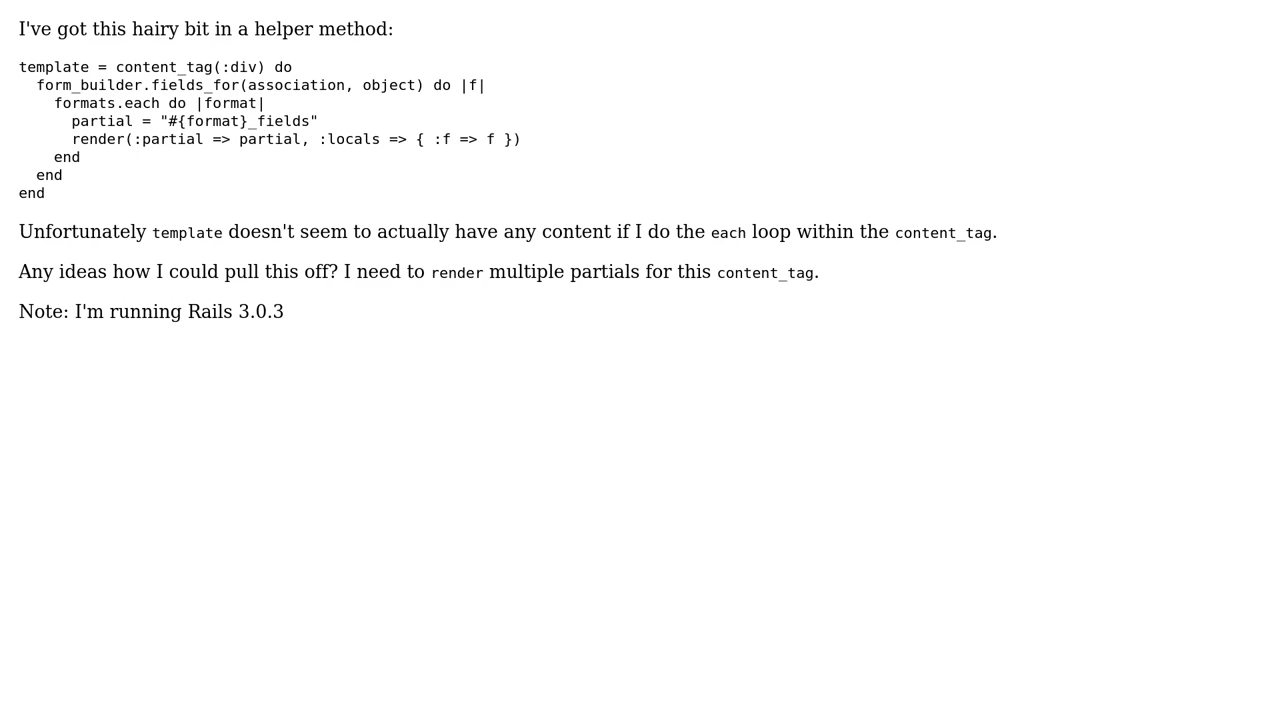 I've got this hairy bit in a helper method:
template = content_tag(:div) do
  form_builder.fields_for(association, object) do |f|
    formats.each do |format|
      partial = "#{format}_fields"
      render(:partial => partial, :locals => { :f => f })
    end
  end
end
Unfortunately template doesn't seem to actually have any content if I do the each loop within the content_tag.
Any ideas how I could pull this off? I need to render multiple partials for this content_tag.
Note: I'm running Rails 3.0.3